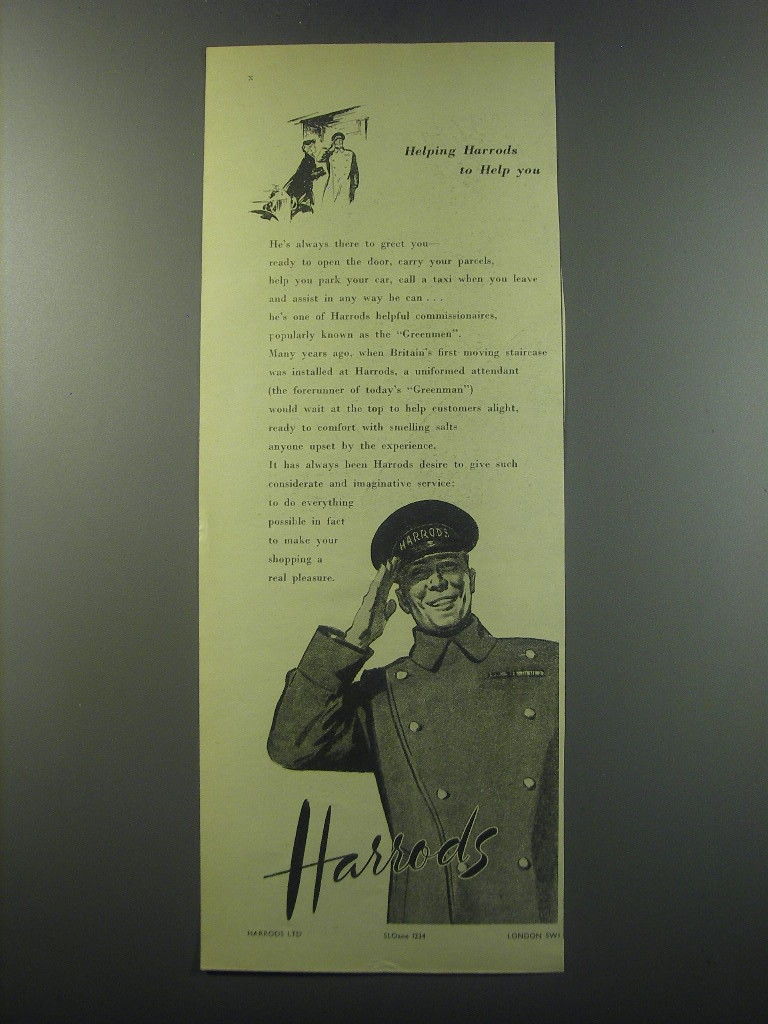 x
Helping Harrods
to Help you
He's always there to greet you—
ready to open the door, carry your parcels,
help you park your car, call a taxi when you leave
and assist in any way he can . . .
he's one of Harrods helpful commissionaires,
popularly known as the "Greenmen".
Many years ago, when Britain's first moving staircase
was installed at Harrods, a uniformed attendant
(the forerunner of today's "Greenman")
would wait at the top to help customers alight,
ready to comfort with smelling salts
anyone upset by the experience.
It has always been Harrods desire to give such
considerate and imaginative service:
to do everything
possible in fact
to make your
shopping a
real pleasure.
HARRODS
Harrods
HARRODS LTD SLOane 1234 LONDON SW1